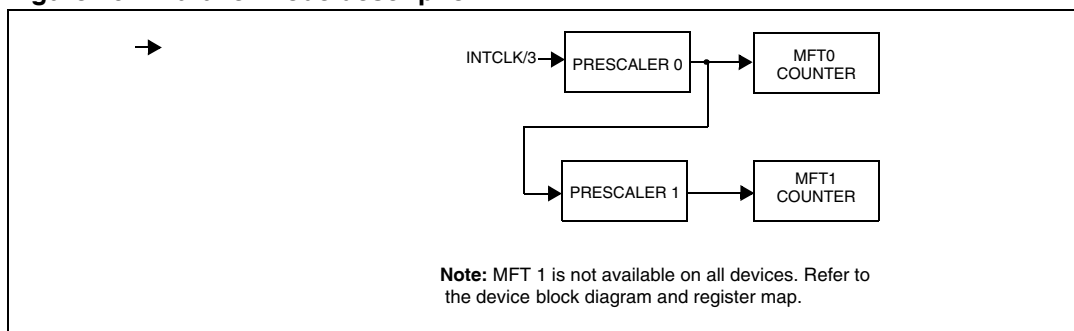 INTCLK/3
PRESCALER 0
MFT0
COUNTER
PRESCALER 1
MFT1
COUNTER
Note: MFT 1 is not available on all devices. Refer to
the device block diagram and register map.